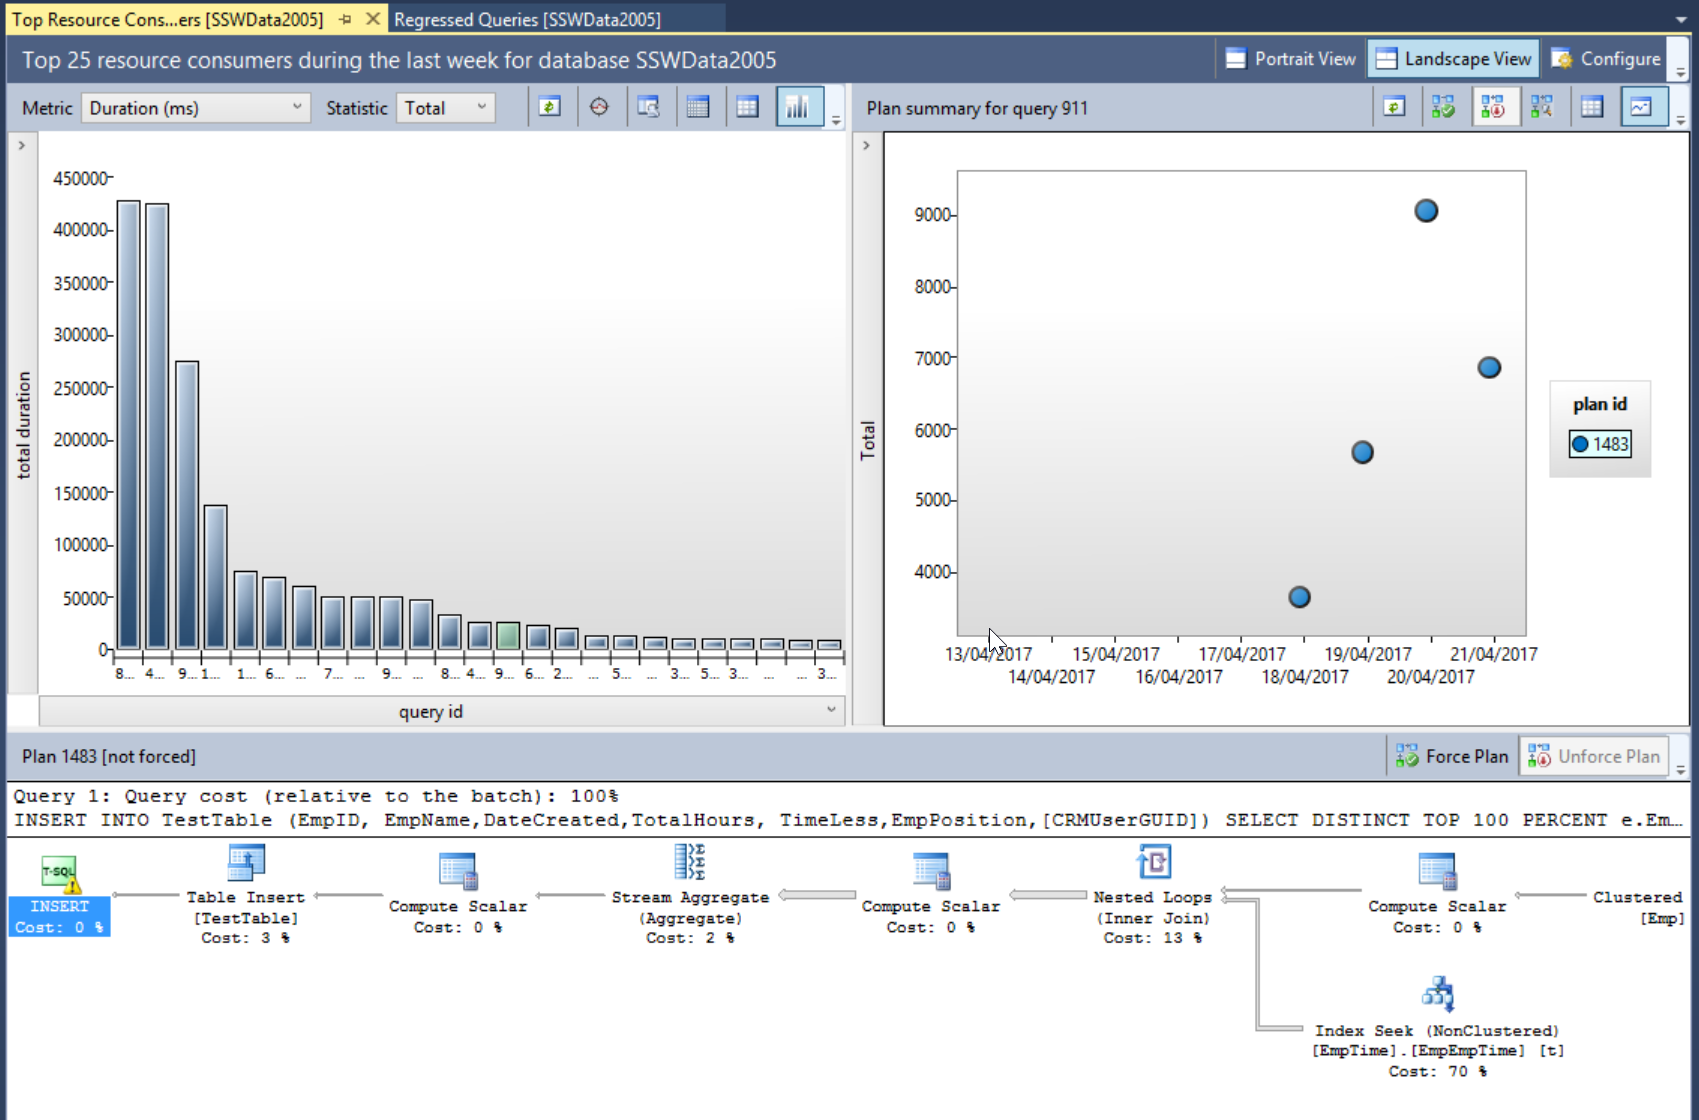 Top Resource Cons...ers [SSWData2005]
Regressed Queries [SSWData2005]
Top 25 resource consumers during the last week for database SSWData2005
Portrait View
Landscape View
Configure
Metric
Duration (ms)
Statistic
Total
Plan summary for query 911
total duration
450000
400000
350000
300000
250000
200000
150000
100000
50000
0
8...
4...
9...
1...
...
1...
6...
...
7...
...
9...
...
8...
4...
9...
6...
2...
...
5...
...
3...
5...
3...
...
...
3...
query id
Total
9000
8000
7000
6000
5000
4000
13/04/2017
15/04/2017
17/04/2017
19/04/2017
21/04/2017
14/04/2017
16/04/2017
18/04/2017
20/04/2017
plan id
1483
Plan 1483 [not forced]
Force Plan
Unforce Plan
Query 1: Query cost (relative to the batch): 100%
INSERT INTO TestTable (EmpID, EmpName,DateCreated,TotalHours, TimeLess,EmpPosition,[CRMUserGUID]) SELECT DISTINCT TOP 100 PERCENT e.Em...
T-SQL
INSERT
Cost: 0 %
Table Insert
[TestTable]
Cost: 3 %
Compute Scalar
Cost: 0 %
Stream Aggregate
(Aggregate)
Cost: 2 %
Compute Scalar
Cost: 0 %
Nested Loops
(Inner Join)
Cost: 13 %
Compute Scalar
Cost: 0 %
Clustered
[Emp]
Index Seek (NonClustered)
[EmpTime].[EmpEmpTime] [t]
Cost: 70 %